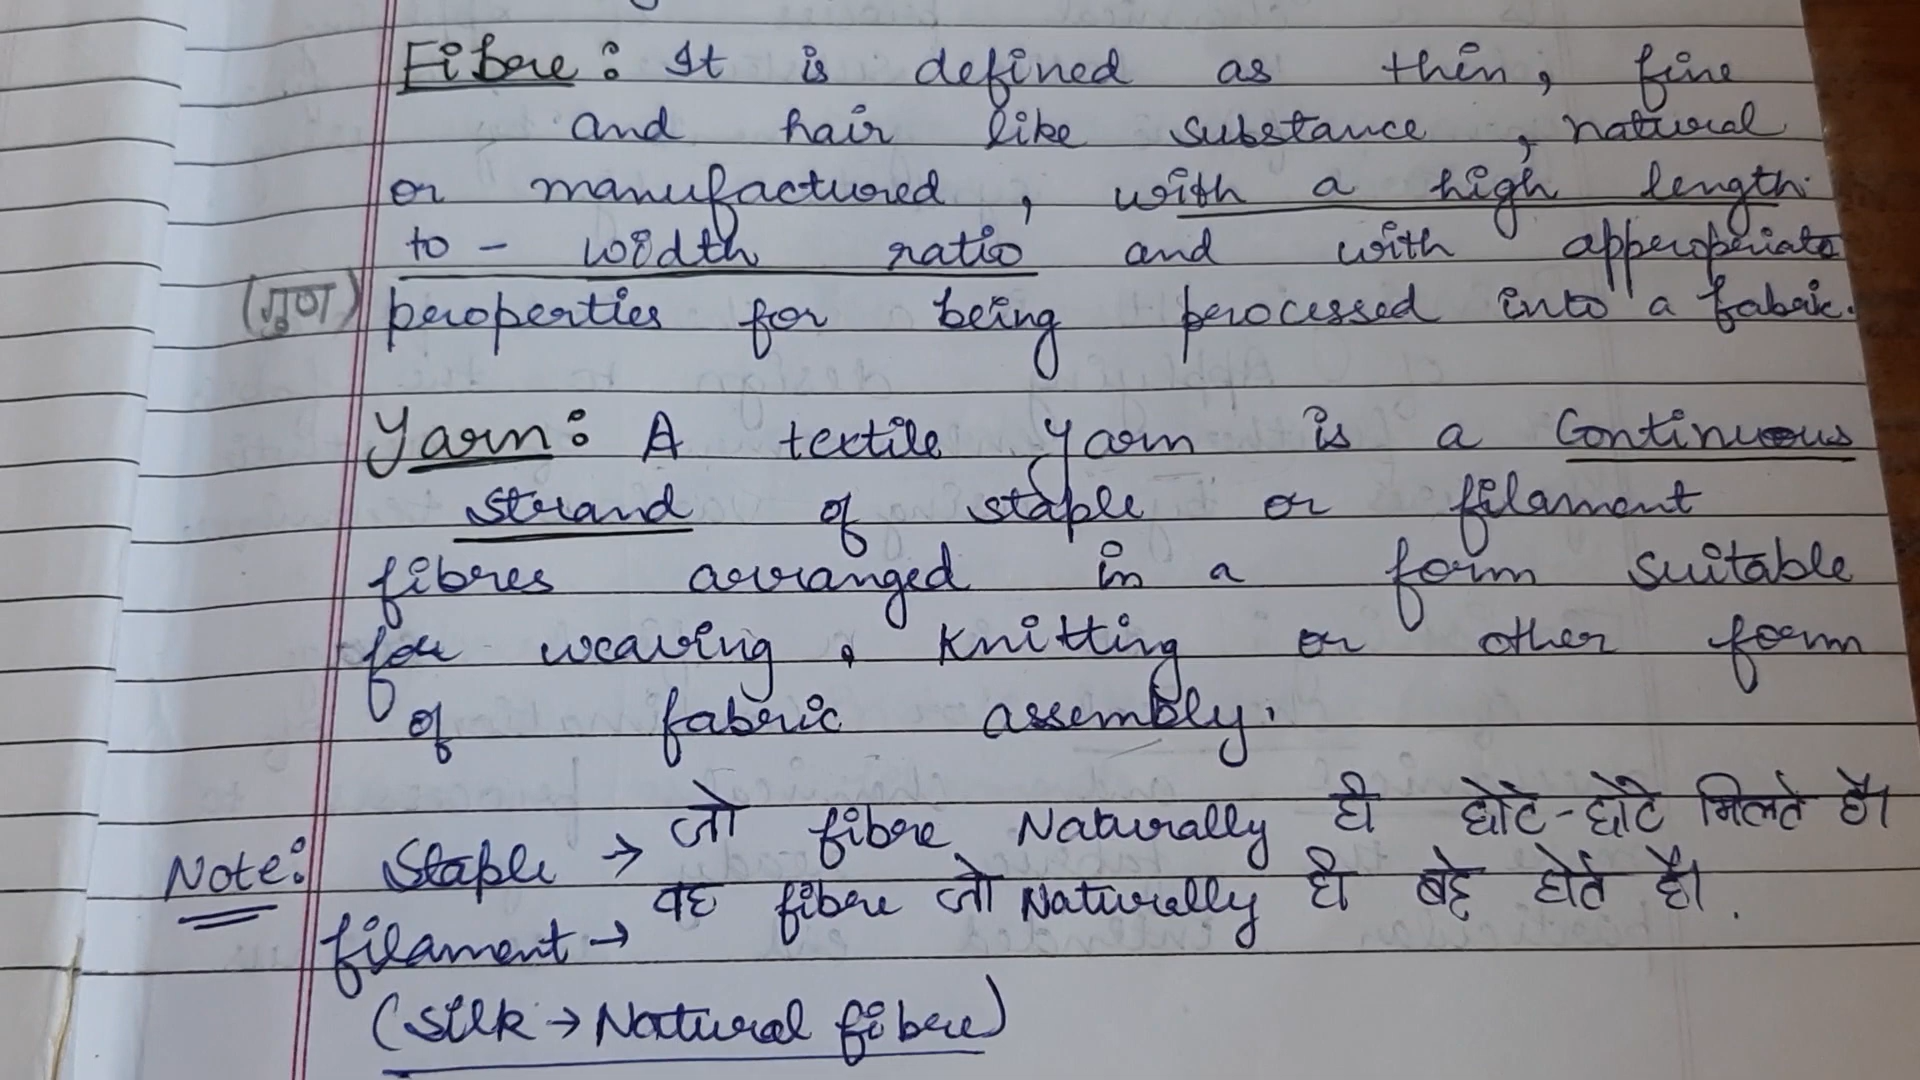 Fibre: It is defined as thin, fine
and hair like substance, natural
or manufactured, with a high length
to - width ratio and with appropriate
(गुण) properties for being processed into a fabric.
Yarn: A textile yarn is a Continuous
strand of staple or filament
fibres arranged in a form suitable
for weaving, knitting or other form
of fabric assembly.
Note: Staple → जो fibre Naturally ही छोटे-छोटे मिलते है।
filament → वह fibre जो Naturally ही बड़े होते है।.
(silk → Natural fibre)